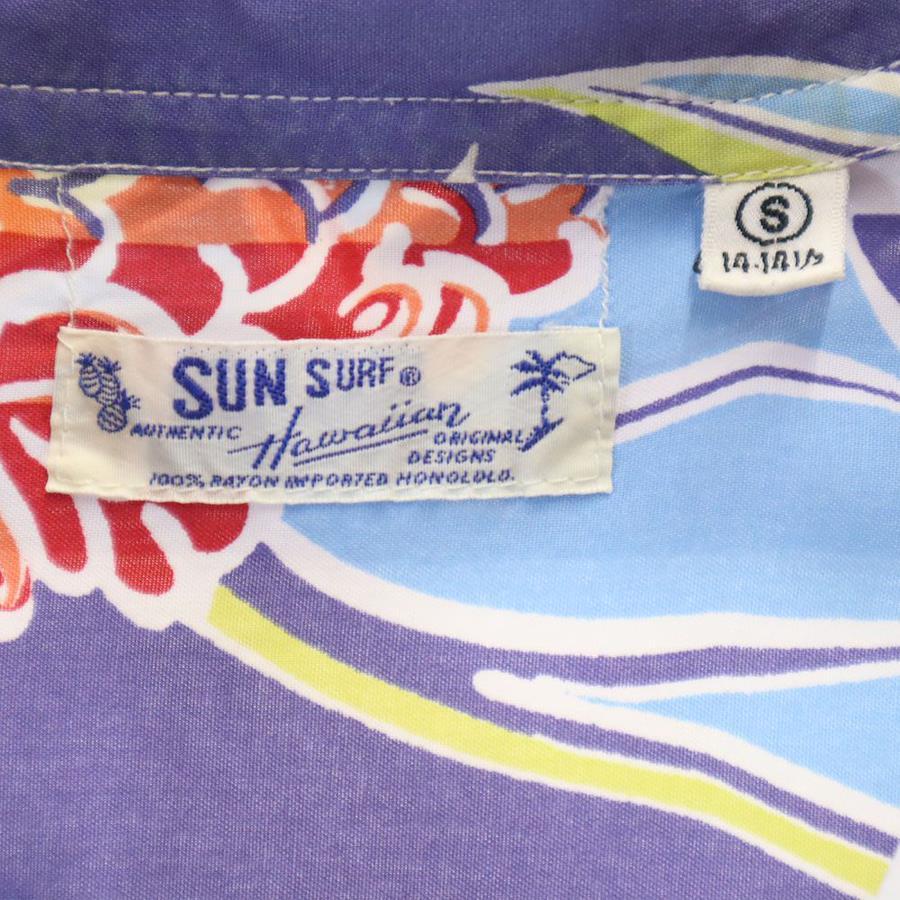 SUN SURF®
AUTHENTIC Hawaiian ORIGINAL
DESIGNS
100% RAYON IMPORTED HONOLULU.
S
14-14½